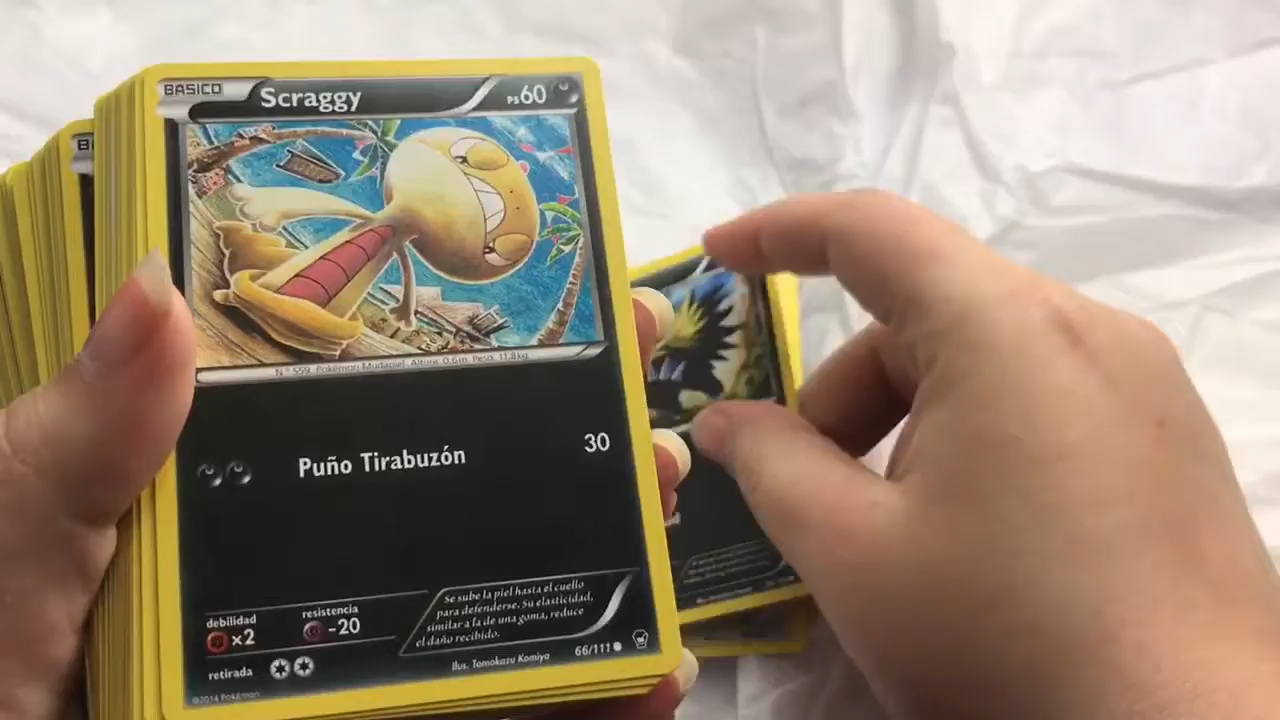 BÁSICO
Scraggy
PS60
Nº 559 Pokémon Mudapiel Altura: 0,6m. Peso: 11,8kg.
Puño Tirabuzón
30
debilidad
resistencia
×2
-20
Se sube la piel hasta el cuello
para defenderse. Su elasticidad,
similar a la de una goma, reduce
el daño recibido.
retirada
Ilus. Tomokazu Komiya
66/111
©2014 Pokémon